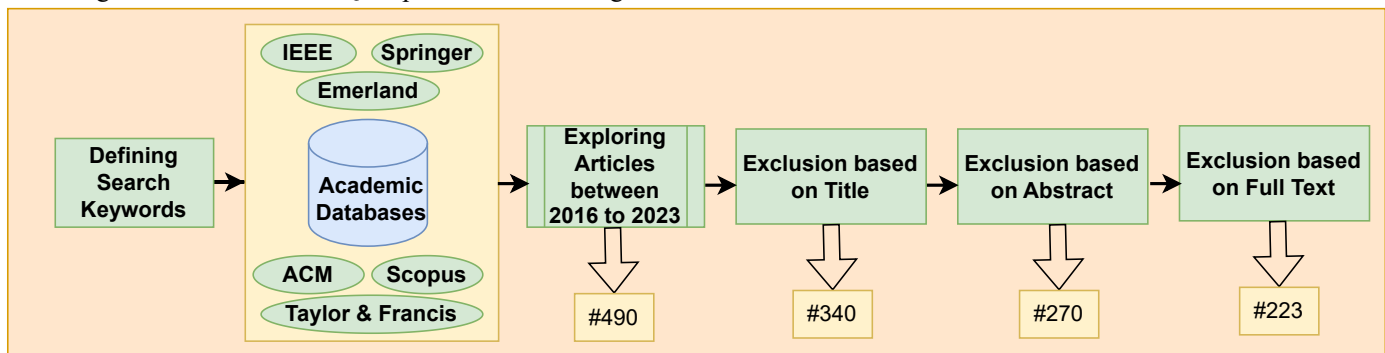 IEEE
Springer
Emerland
Defining
Search
Keywords
Academic
Databases
ACM
Scopus
Taylor & Francis
Exploring
Articles
between
2016 to 2023
Exclusion based
on Title
Exclusion based
on Abstract
Exclusion based
on Full Text
#490
#340
#270
#223